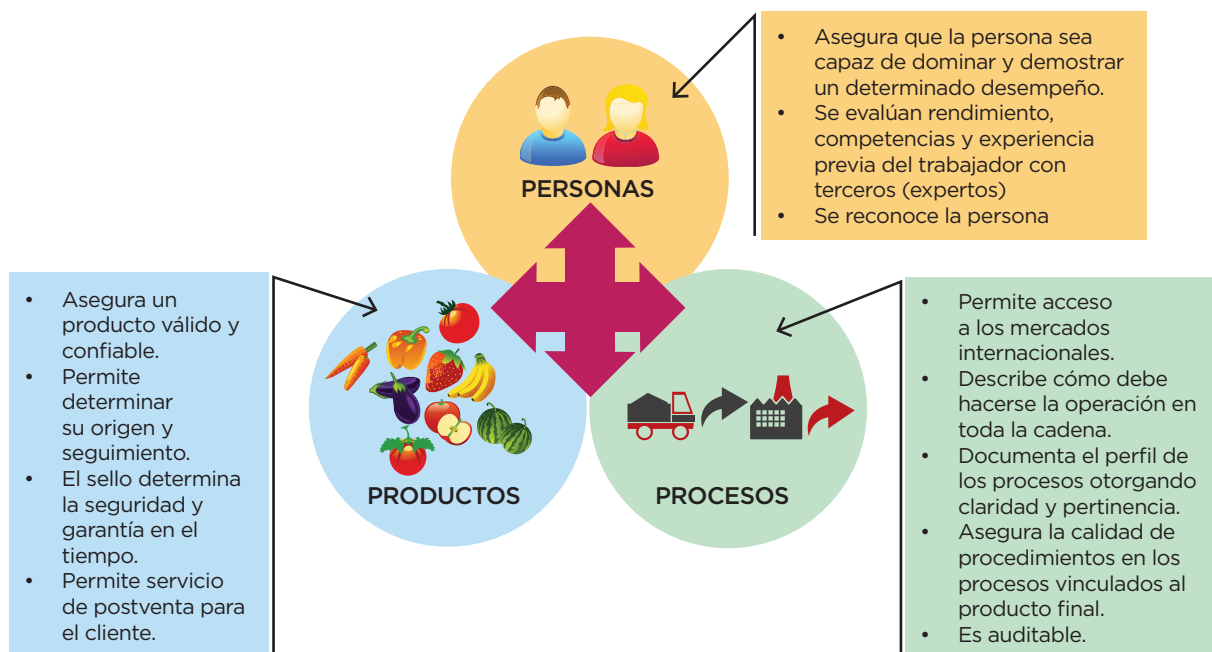 • Asegura que la persona sea
capaz de dominar y demostrar
un determinado desempeño.
• Se evalúan rendimiento,
competencias y experiencia
previa del trabajador con
terceros (expertos)
• Se reconoce la persona
PERSONAS
• Asegura un
producto válido y
confiable.
• Permite
determinar
su origen y
seguimiento.
• El sello determina
la seguridad y
garantía en el
tiempo.
• Permite servicio
de postventa para
el cliente.
PRODUCTOS
PROCESOS
• Permite acceso
a los mercados
internacionales.
• Describe cómo debe
hacerse la operación en
toda la cadena.
• Documenta el perfil de
los procesos otorgando
claridad y pertinencia.
• Asegura la calidad de
procedimientos en los
procesos vinculados al
producto final.
• Es auditable.